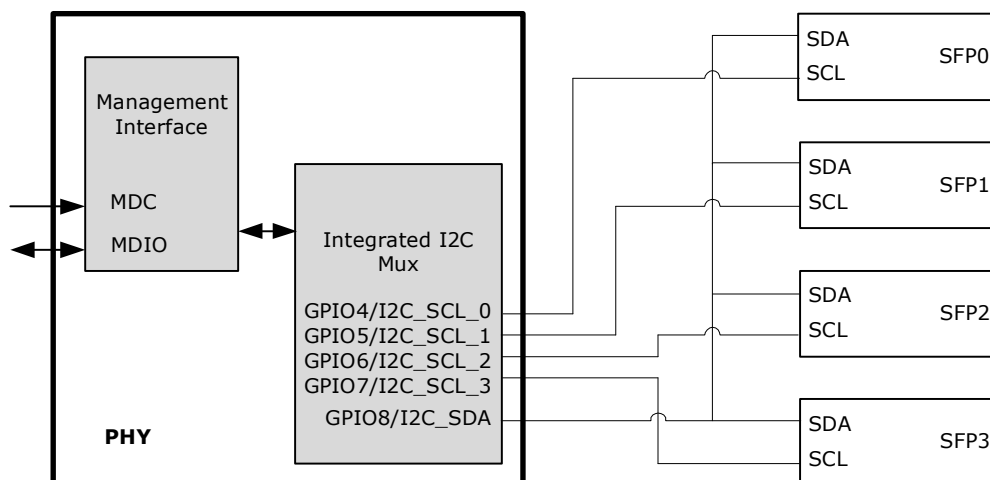 Management
Interface
MDC
MDIO
Integrated I2C
Mux
GPIO4/I2C_SCL_0
GPIO5/I2C_SCL_1
GPIO6/I2C_SCL_2
GPIO7/I2C_SCL_3
GPIO8/I2C_SDA
PHY
SDA
SCL
SFP0
SDA
SCL
SFP1
SDA
SCL
SFP2
SDA
SCL
SFP3